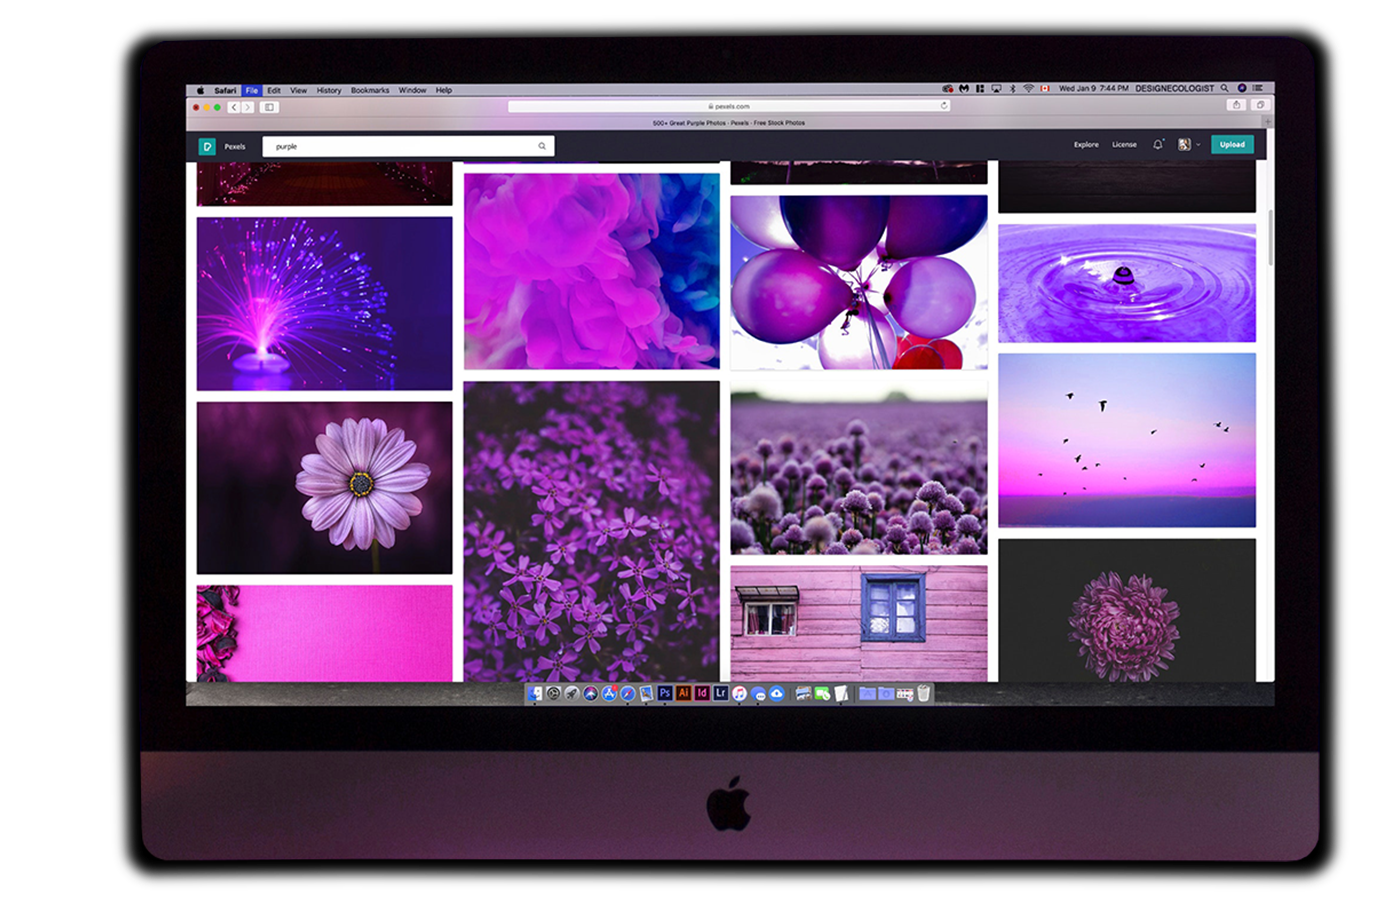 Safari File Edit View History Bookmarks Window Help
Wed Jan 9 7:44 PM DESIGNECOLOGIST
pexels.com
500+ Great Purple Photos · Pexels - Free Stock Photos
Pexels
purple
Explore License
Upload
Ps Ai Id Lr